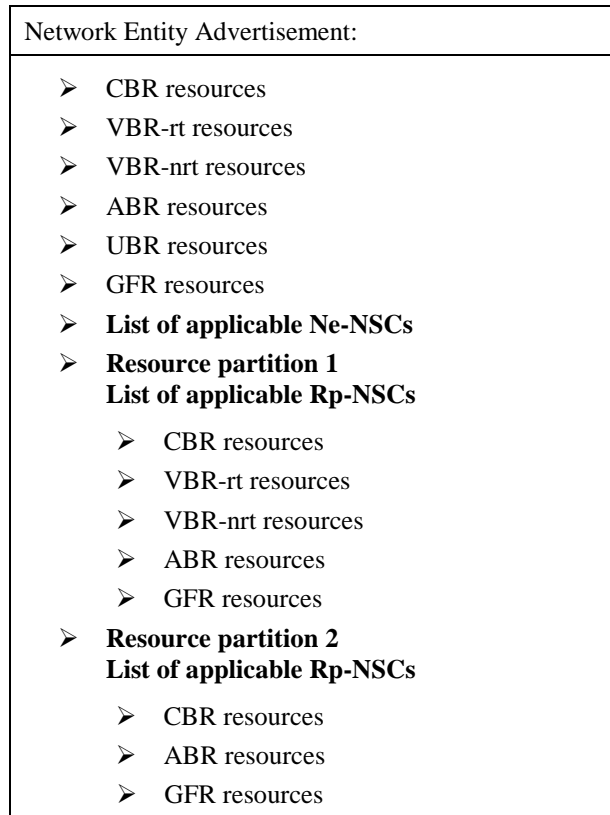 Network Entity Advertisement:
➢ CBR resources
➢ VBR-rt resources
➢ VBR-nrt resources
➢ ABR resources
➢ UBR resources
➢ GFR resources
➢ List of applicable Ne-NSCs
➢ Resource partition 1
List of applicable Rp-NSCs
➢ CBR resources
➢ VBR-rt resources
➢ VBR-nrt resources
➢ ABR resources
➢ GFR resources
➢ Resource partition 2
List of applicable Rp-NSCs
➢ CBR resources
➢ ABR resources
➢ GFR resources